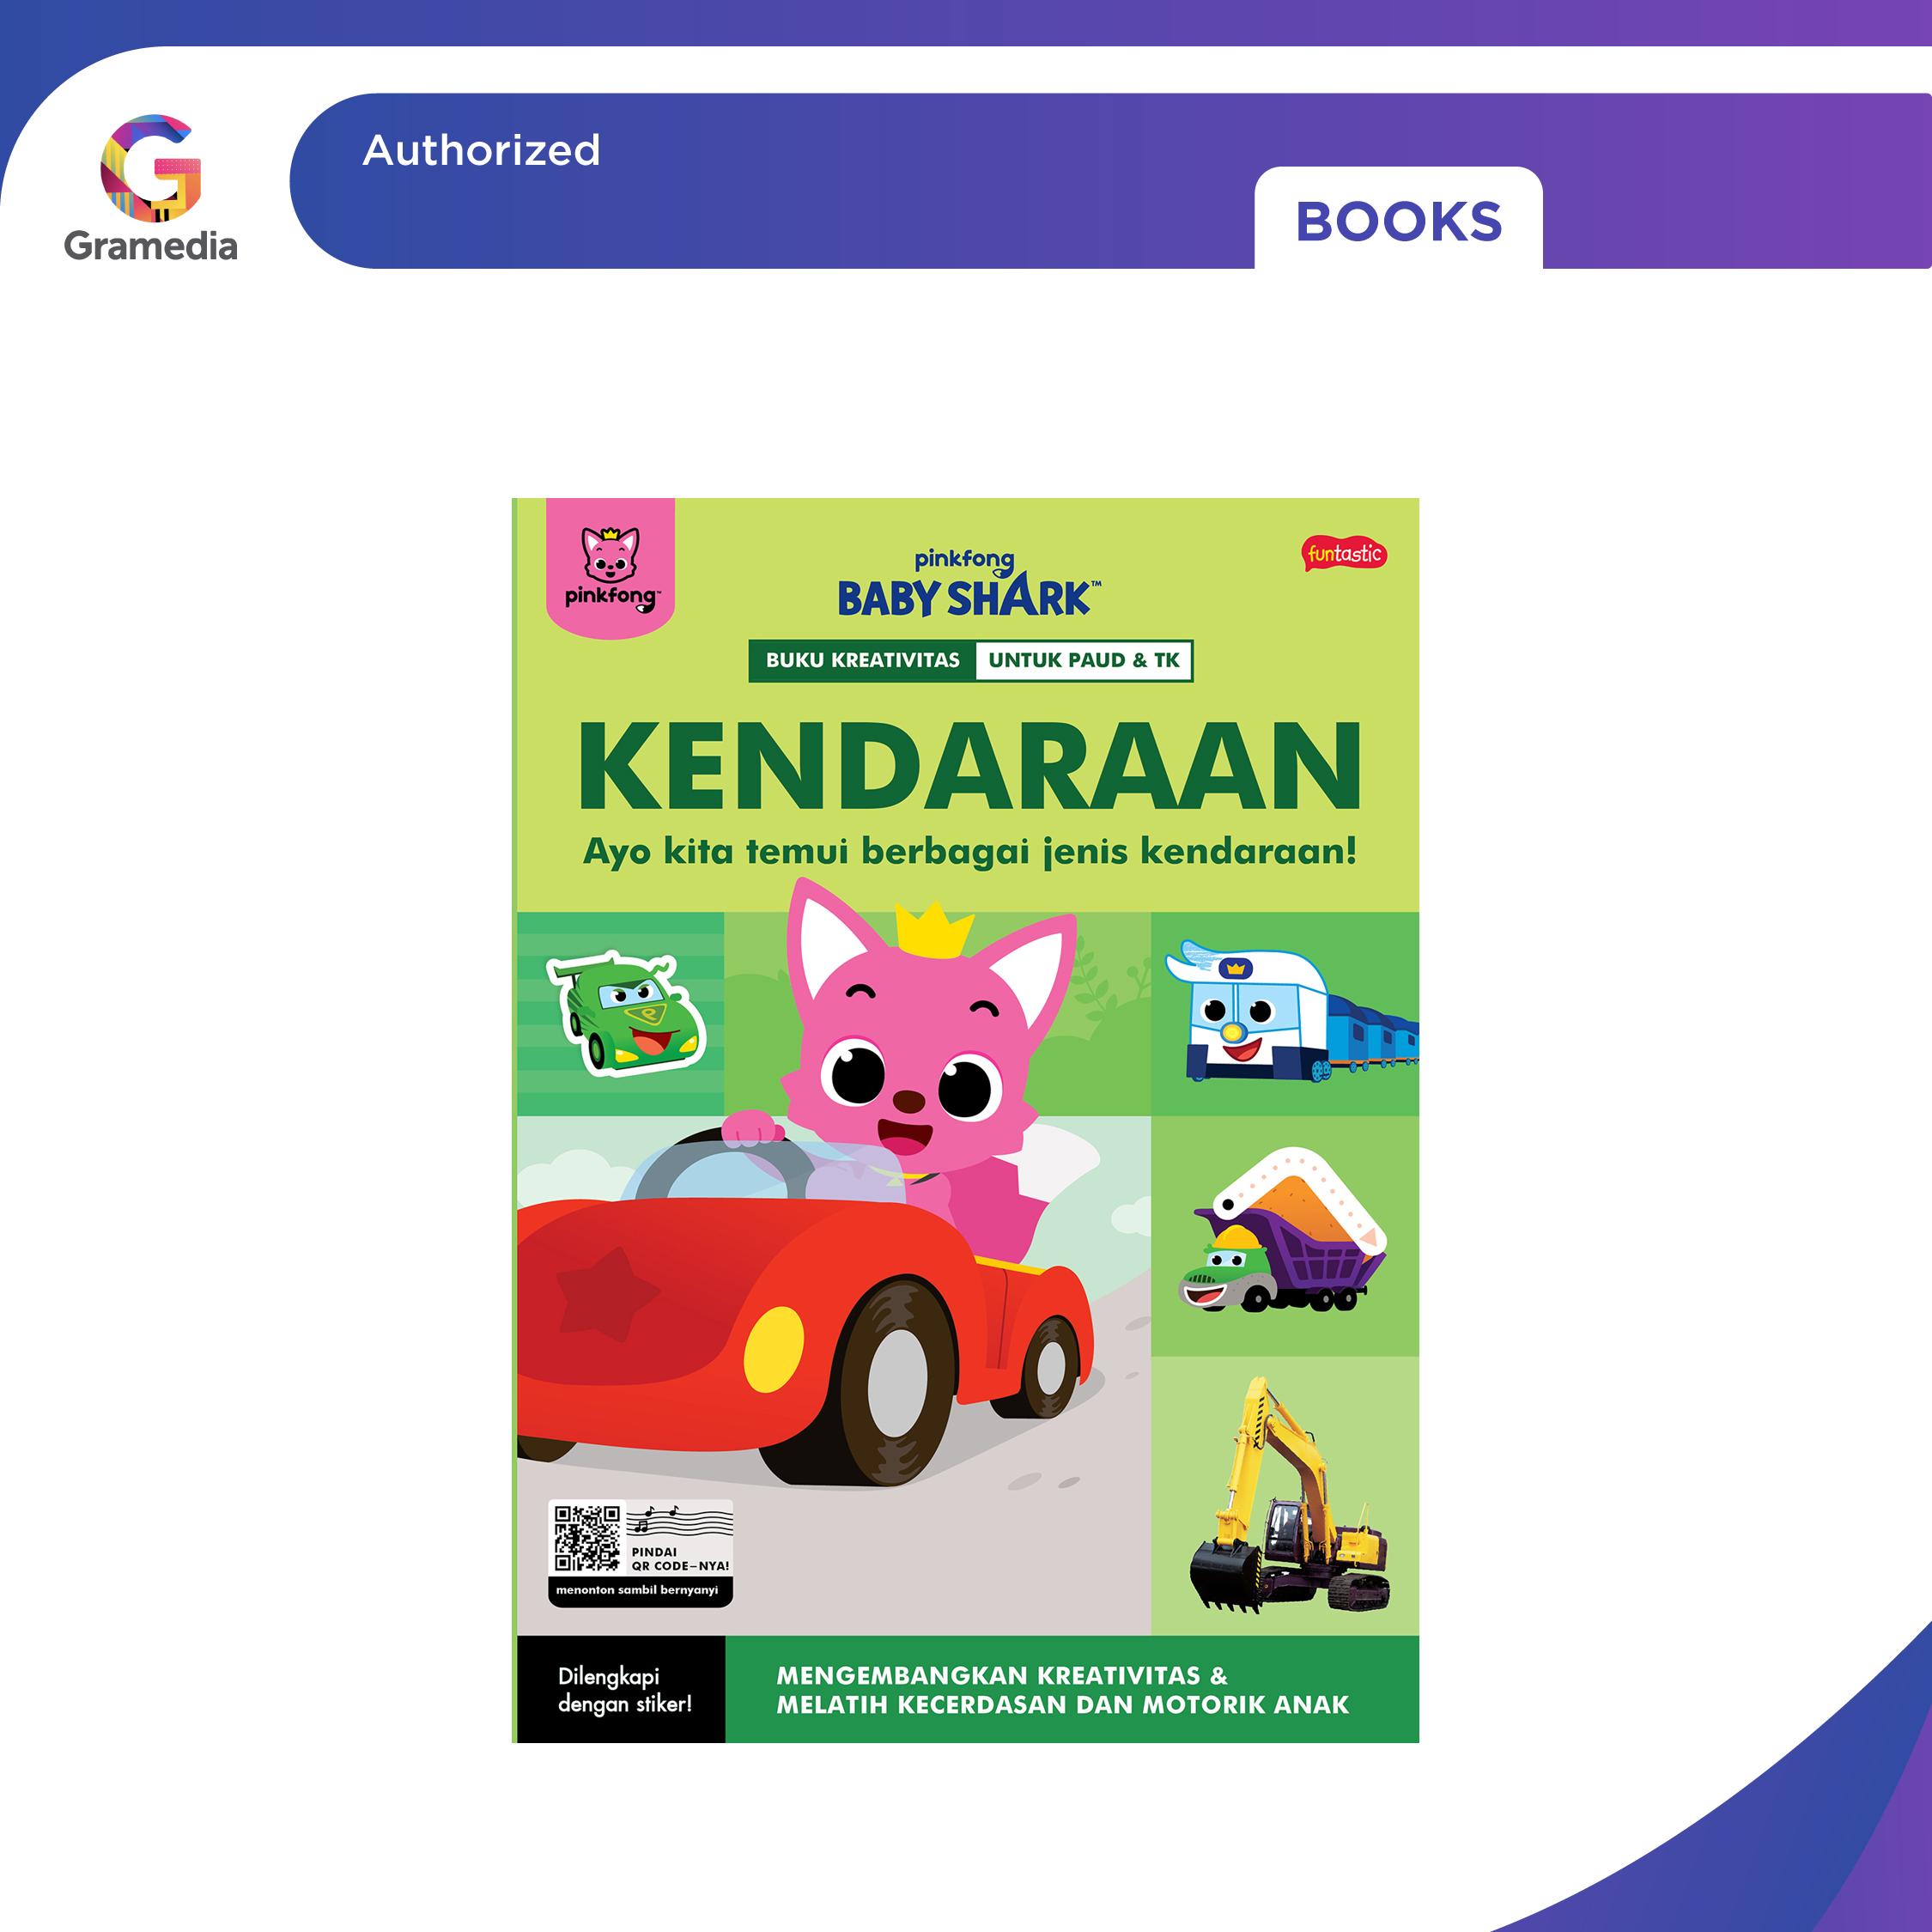 Gramedia
Authorized
BOOKS
pinkfong™
pinkfong
BABY SHARK™
funtastic
BUKU KREATIVITAS UNTUK PAUD & TK
KENDARAAN
Ayo kita temui berbagai jenis kendaraan!
PINDAI
QR CODE-NYA!
menonton sambil bernyanyi
Dilengkapi
dengan stiker!
MENGEMBANGKAN KREATIVITAS &
MELATIH KECERDASAN DAN MOTORIK ANAK